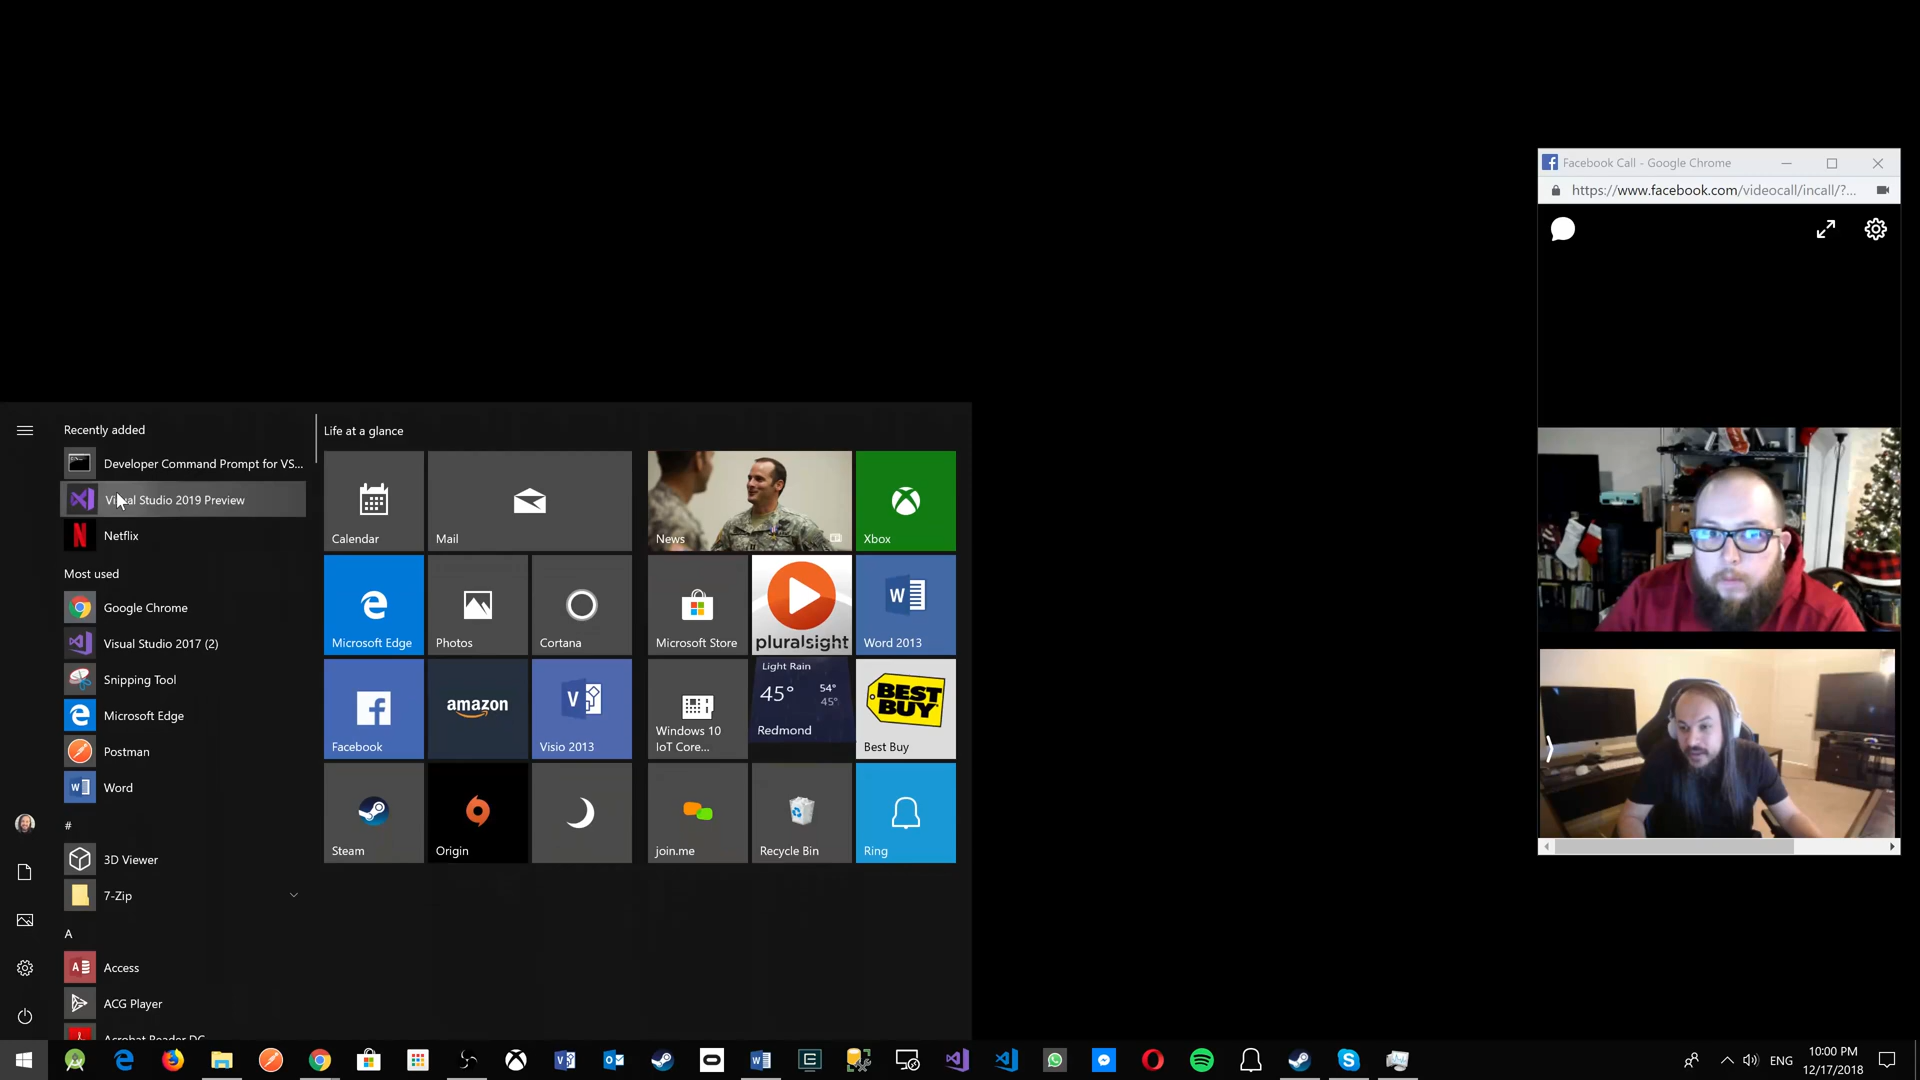 Facebook Call - Google Chrome
https://www.facebook.com/videocall/incall/?...
Recently added
Developer Command Prompt for VS...
Visual Studio 2019 Preview
Netflix
Most used
Google Chrome
Visual Studio 2017 (2)
Snipping Tool
Microsoft Edge
Postman
Word
#
3D Viewer
7-Zip
A
Access
ACG Player
Acrobat Reader DC
Life at a glance
Calendar
Mail
News
Xbox
Microsoft Edge
Photos
Cortana
Microsoft Store
pluralsight
Word 2013
Facebook
amazon
Visio 2013
Windows 10
IoT Core...
Light Rain
45°
54°
45°
Redmond
BEST
BUY
Best Buy
Steam
Origin
join.me
Recycle Bin
Ring
ENG
10:00 PM
12/17/2018